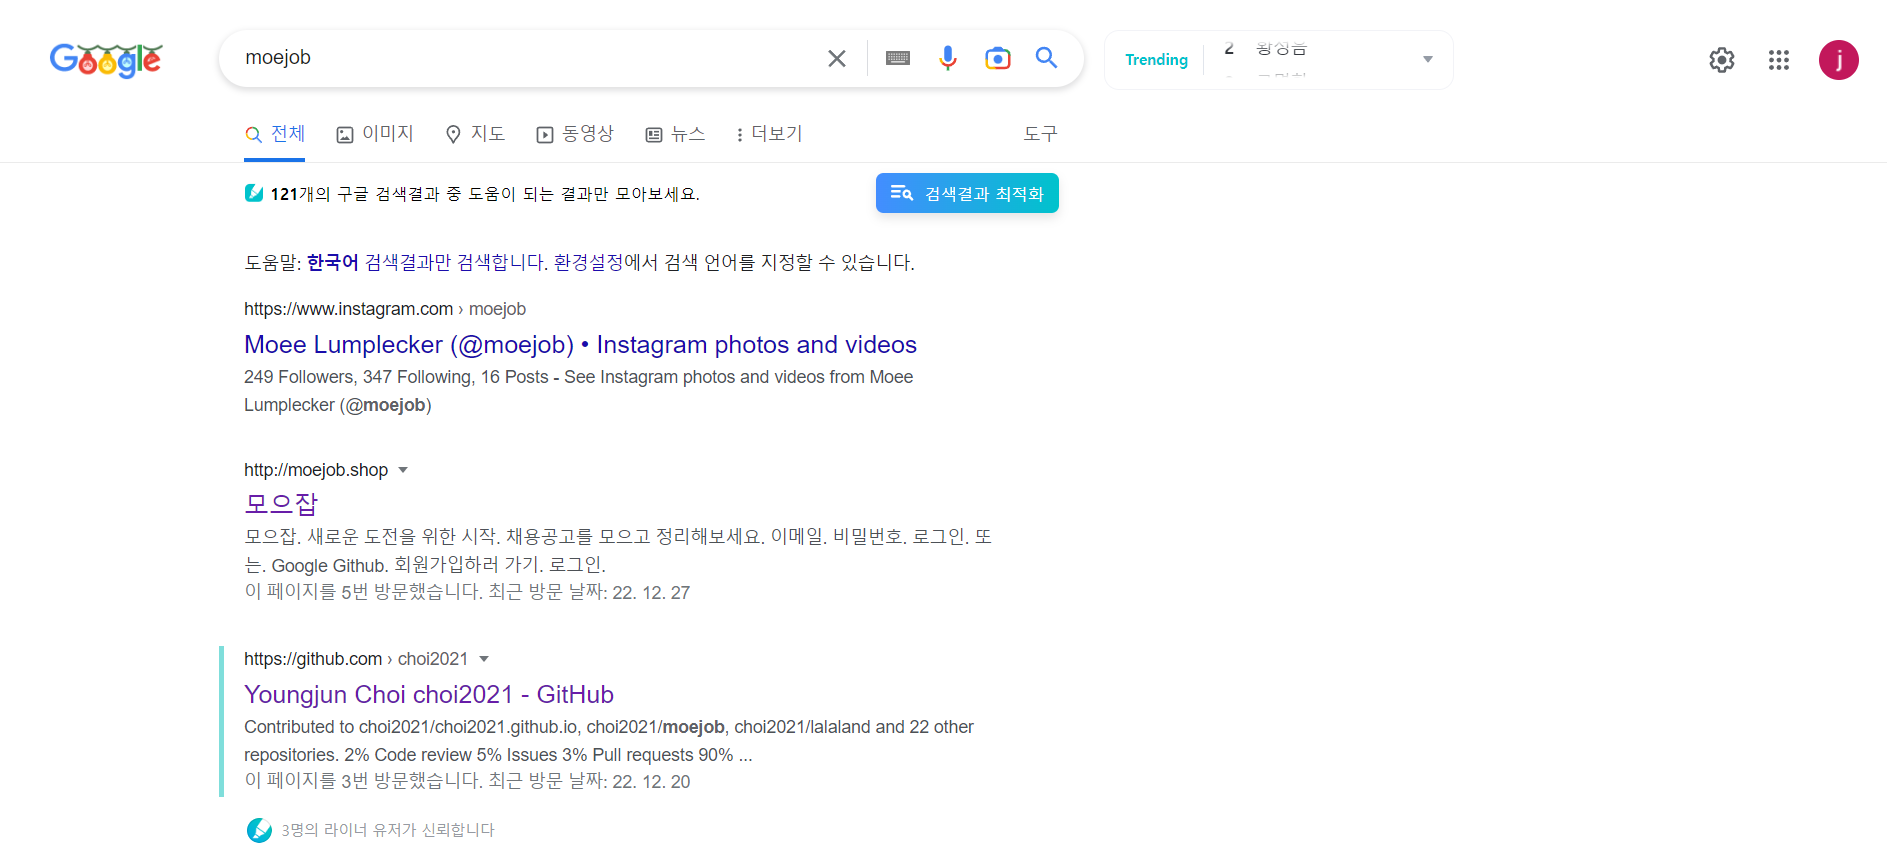 Google
moejob
Trending
2 황성음
전체 이미지 지도 동영상 뉴스 더보기 도구
121개의 구글 검색결과 중 도움이 되는 결과만 모아보세요.
검색결과 최적화
도움말: 한국어 검색결과만 검색합니다. 환경설정에서 검색 언어를 지정할 수 있습니다.
https://www.instagram.com › moejob
Moee Lumplecker (@moejob) • Instagram photos and videos
249 Followers, 347 Following, 16 Posts - See Instagram photos and videos from Moee
Lumplecker (@moejob)
http://moejob.shop
모으잡
모으잡. 새로운 도전을 위한 시작. 채용공고를 모으고 정리해보세요. 이메일. 비밀번호. 로그인. 또
는. Google Github. 회원가입하러 가기. 로그인.
이 페이지를 5번 방문했습니다. 최근 방문 날짜: 22. 12. 27
https://github.com › choi2021
Youngjun Choi choi2021 - GitHub
Contributed to choi2021/choi2021.github.io, choi2021/moejob, choi2021/lalaland and 22 other
repositories. 2% Code review 5% Issues 3% Pull requests 90% ...
이 페이지를 3번 방문했습니다. 최근 방문 날짜: 22. 12. 20
3명의 라이너 유저가 신뢰합니다
j